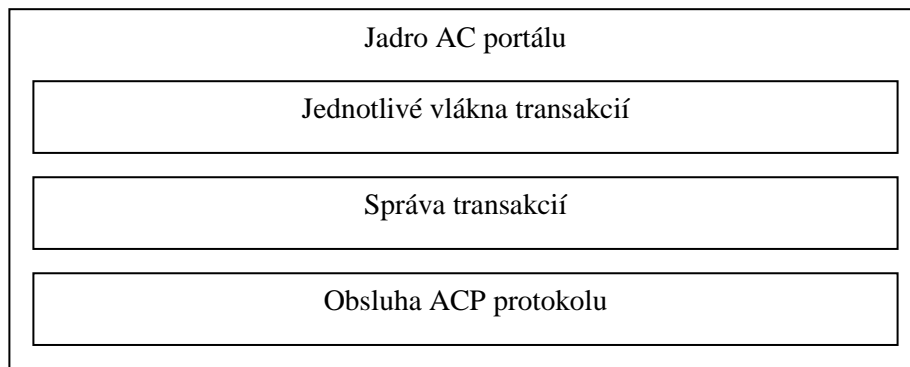 Jadro AC portálu
Jednotlivé vlákna transakcií
Správa transakcií
Obsluha ACP protokolu